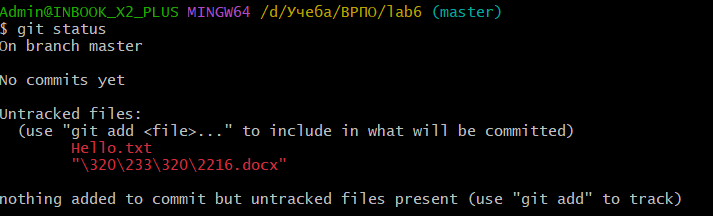 Admin@INBOOK_X2_PLUS MINGW64 /d/Учеба/ВРПО/lab6 (master)
$ git status
On branch master
No commits yet
Untracked files:
(use "git add <file>..." to include in what will be committed)
Hello.txt
"\320\233\320\2216.docx"
nothing added to commit but untracked files present (use "git add" to track)